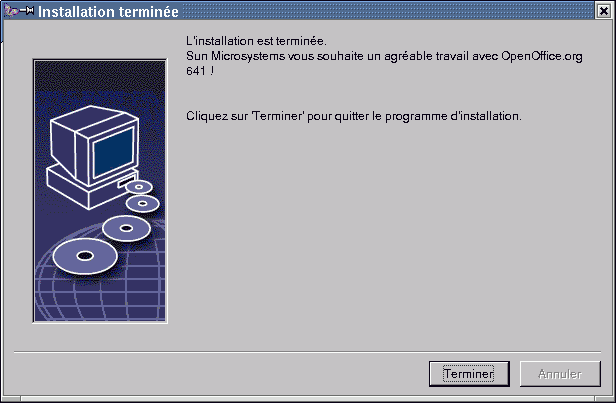 Installation terminée
L'installation est terminée.
Sun Microsystems vous souhaite un agréable travail avec OpenOffice.org
641 !
Cliquez sur 'Terminer' pour quitter le programme d'installation.
Terminer
Annuler